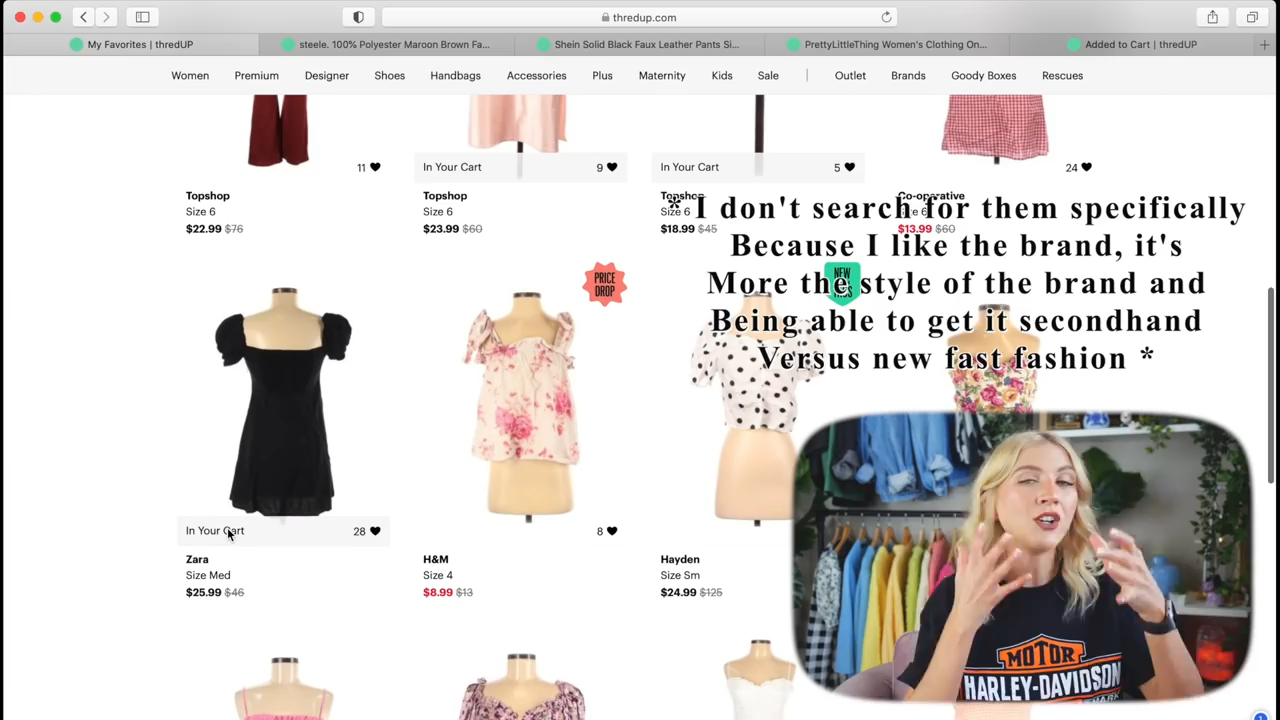 thredup.com
My Favorites | thredUP
steele. 100% Polyester Maroon Brown Fa...
Shein Solid Black Faux Leather Pants Si...
PrettyLittleThing Women's Clothing On...
Added to Cart | thredUP
Women
Premium
Designer
Shoes
Handbags
Accessories
Plus
Maternity
Kids
Sale
Outlet
Brands
Goody Boxes
Rescues
11
In Your Cart
9
In Your Cart
5
24
Topshop
Size 6
$22.99 $76
Topshop
Size 6
$23.99 $60
Topshop
Size 6
$18.99 $45
Co-operative
Size 6
$13.99 $60
* I don't search for them specifically
Because I like the brand, it's
More the style of the brand and
Being able to get it secondhand
Versus new fast fashion *
PRICE
DROP
NEW
In Your Cart
28
8
Zara
Size Med
$25.99 $46
H&M
Size 4
$8.99 $13
Hayden
Size Sm
$24.99 $125
MOTOR
HARLEY-DAVIDSON